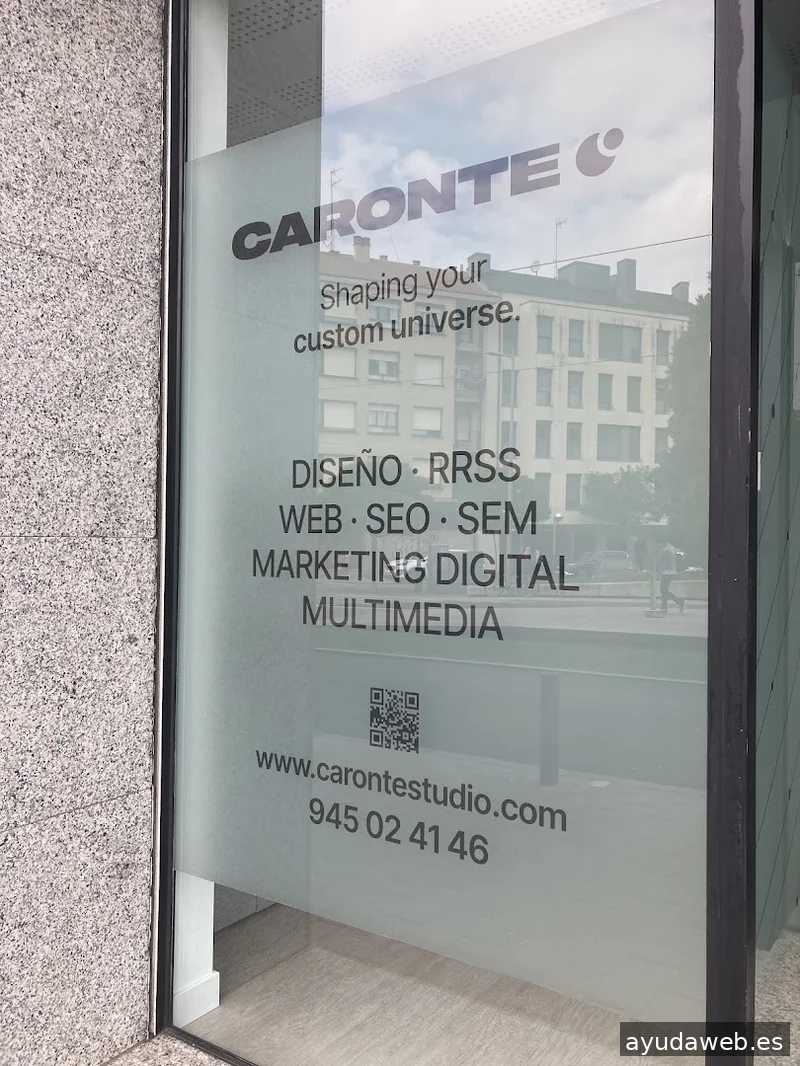 CARONTE
Shaping your
custom universe.
DISEÑO · RRSS
WEB · SEO · SEM
MARKETING DIGITAL
MULTIMEDIA
www.carontestudio.com
945 02 41 46
ayudaweb.es